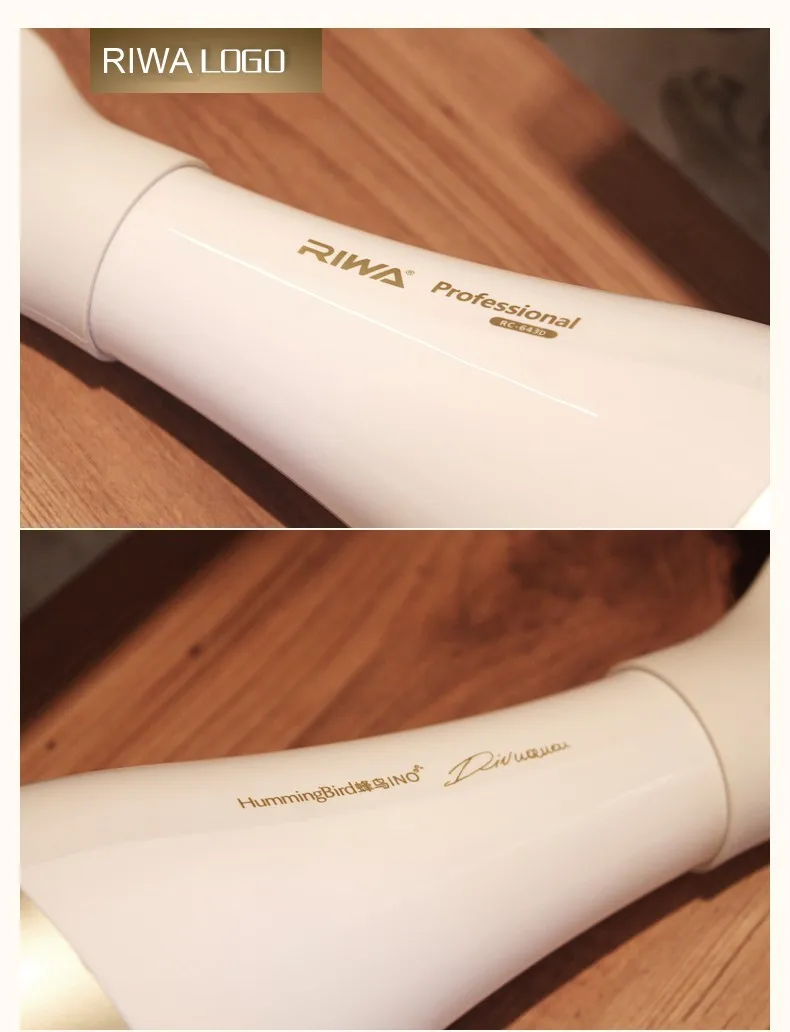 RIWA LOGO
RIWA® Professional
RC-643D
HummingBird蜂鸟INO